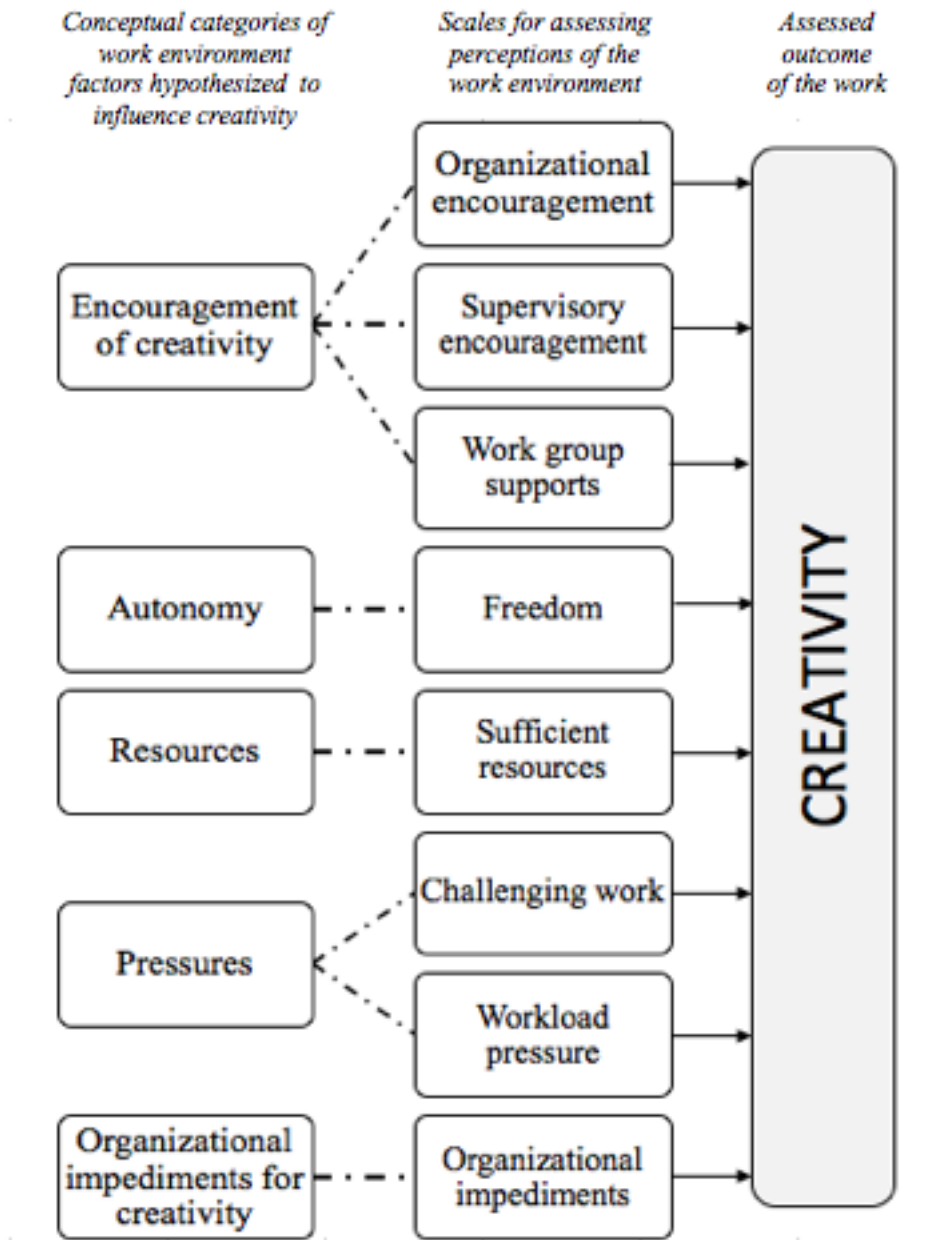 Conceptual categories of
work environment
factors hypothesized to
influence creativity
Scales for assessing
perceptions of the
work environment
Assessed
outcome
of the work
Encouragement
of creativity
Organizational
encouragement
Supervisory
encouragement
Work group
supports
Autonomy
Freedom
Resources
Sufficient
resources
Pressures
Challenging work
Workload
pressure
Organizational
impediments for
creativity
Organizational
impediments
CREATIVITY